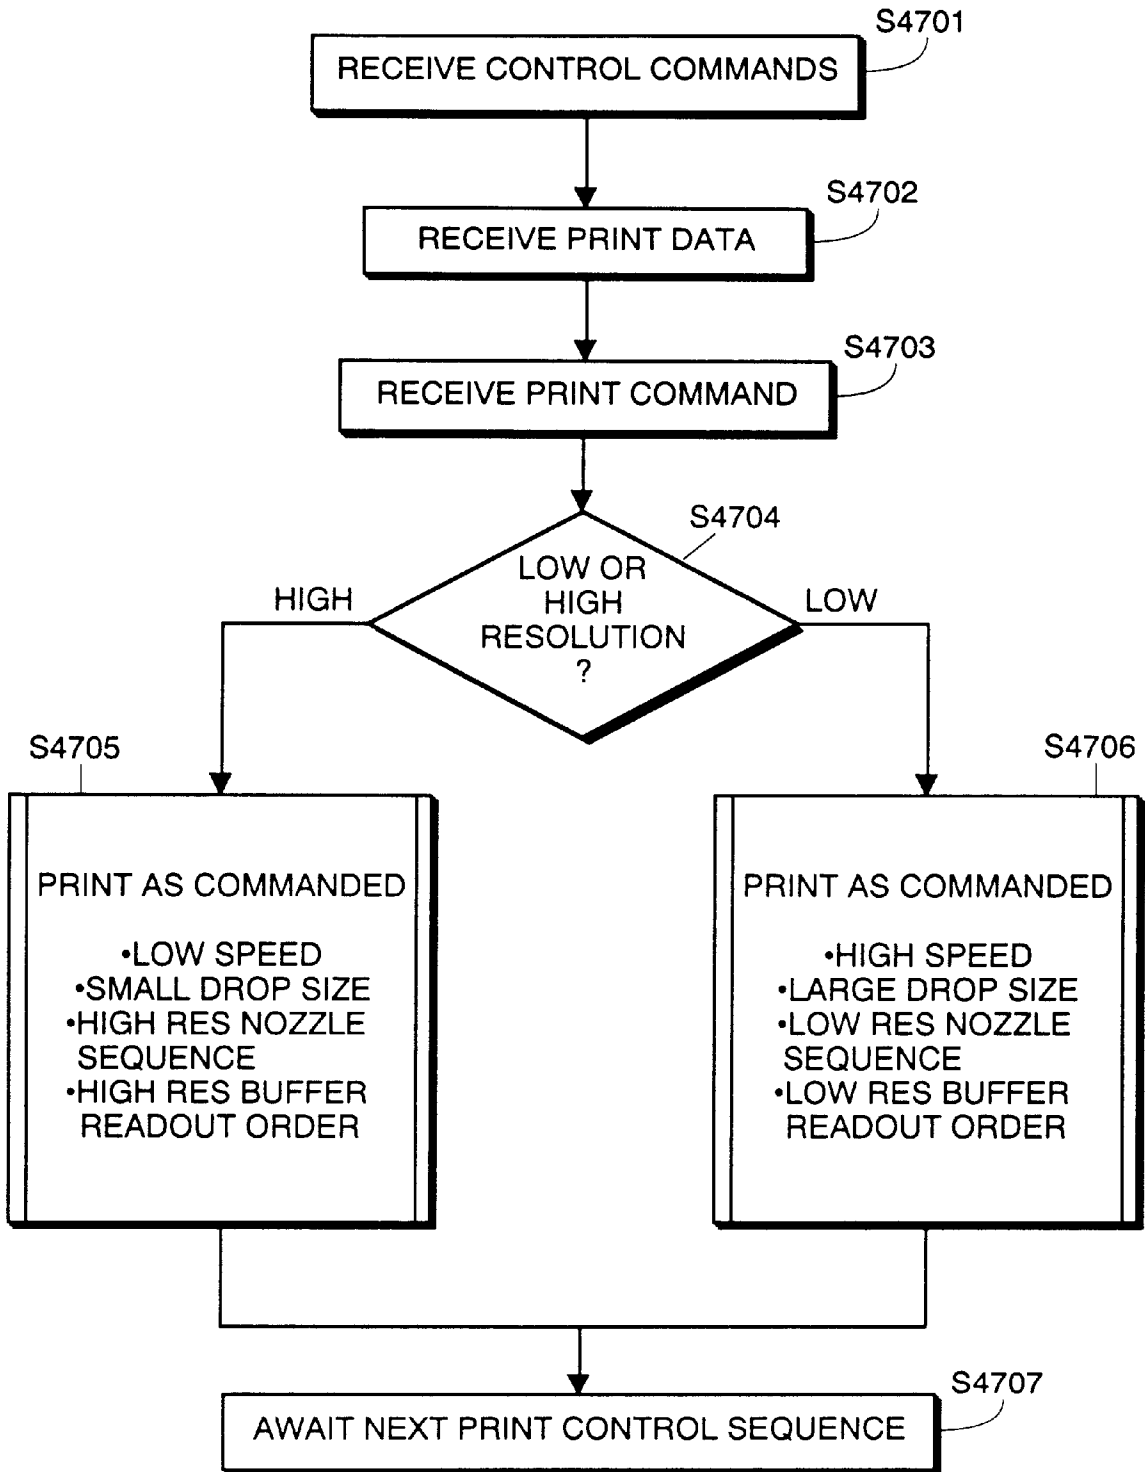 S4701
RECEIVE CONTROL COMMANDS
S4702
RECEIVE PRINT DATA
S4703
RECEIVE PRINT COMMAND
S4704
LOW OR
HIGH
RESOLUTION
?
HIGH
LOW
S4705
PRINT AS COMMANDED
•LOW SPEED
•SMALL DROP SIZE
•HIGH RES NOZZLE
SEQUENCE
•HIGH RES BUFFER
READOUT ORDER
S4706
PRINT AS COMMANDED
•HIGH SPEED
•LARGE DROP SIZE
•LOW RES NOZZLE
SEQUENCE
•LOW RES BUFFER
READOUT ORDER
S4707
AWAIT NEXT PRINT CONTROL SEQUENCE